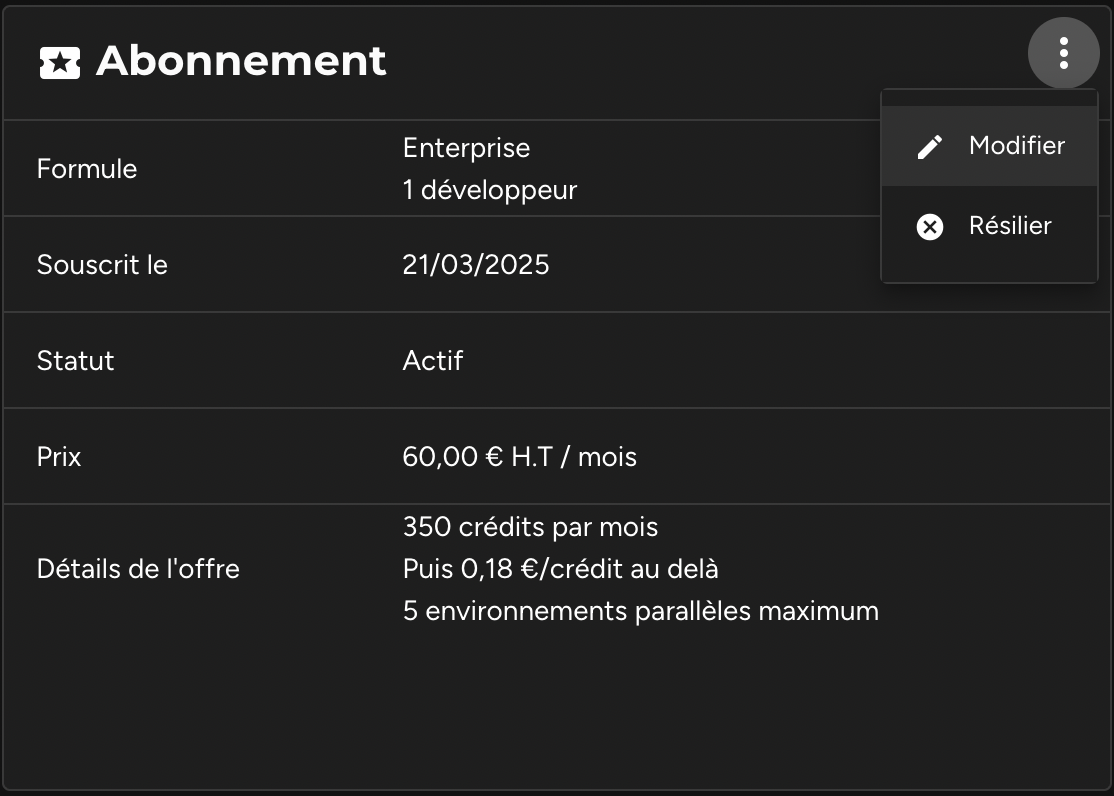 Abonnement
Modifier
Résilier
Formule
Enterprise
1 développeur
Souscrit le
21/03/2025
Statut
Actif
Prix
60,00 € H.T / mois
Détails de l'offre
350 crédits par mois
Puis 0,18 €/crédit au delà
5 environnements parallèles maximum